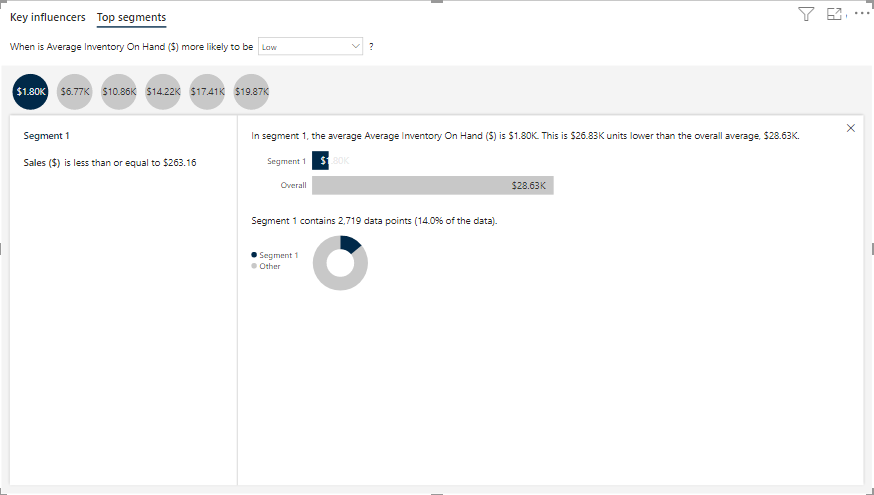 Key influencers Top segments
When is Average Inventory On Hand ($) more likely to be Low ?
$1.80K $6.77K $10.86K $14.22K $17.41K $19.87K
Segment 1
Sales ($) is less than or equal to $263.16
In segment 1, the average Average Inventory On Hand ($) is $1.80K. This is $26.83K units lower than the overall average, $28.63K.
Segment 1 $1.80K
Overall $28.63K
Segment 1 contains 2,719 data points (14.0% of the data).
Segment 1
Other